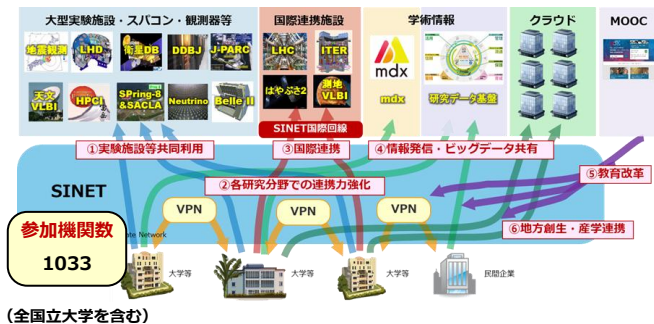 大型実験施設・スパコン・観測器等
国際連携施設
学術情報
クラウド
MOOC
地震観測
LHD
衛星DB
DDBJ
J-PARC
LHC
ITER
mdx
天文
VLBI
HPCI
SPring-8
&SACLA
Neutrino
Belle II
はやぶさ2
測地
VLBI
mdx
研究データ基盤
SINET国際回線
①実験施設等共同利用
③国際連携
④情報発信・ビッグデータ共有
⑤教育改革
SINET
②各研究分野での連携力強化
VPN
VPN
VPN
⑥地方創生・産学連携
参加機関数
1033
ate Network
大学等
大学等
大学等
民間企業
(全国立大学を含む)